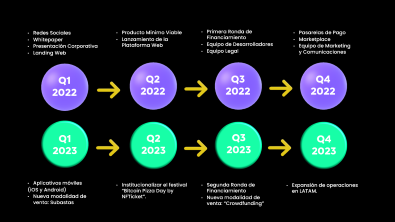 - Redes Sociales
- Whitepaper
- Presentación Corporativa
- Landing Web
- Producto Mínimo Viable
- Lanzamiento de la
Plataforma Web
- Primera Ronda de
Financiamiento
- Equipo de Desarrolladores
- Equipo Legal
- Pasarelas de Pago
- Marketplace
- Equipo de Marketing
y Comunicaciones
Q1
2022
Q2
2022
Q3
2022
Q4
2022
Q1
2023
Q2
2023
Q3
2023
Q4
2023
- Aplicativos móviles
(iOS y Android)
- Nueva modalidad de
venta: Subastas
- Institucionalizar el festival
"Bitcoin Pizza Day by
NFTicket".
- Segunda Ronda de
Financiamiento
- Nueva modalidad de
venta: "Crowdfunding"
- Expansión de operaciones
en LATAM.